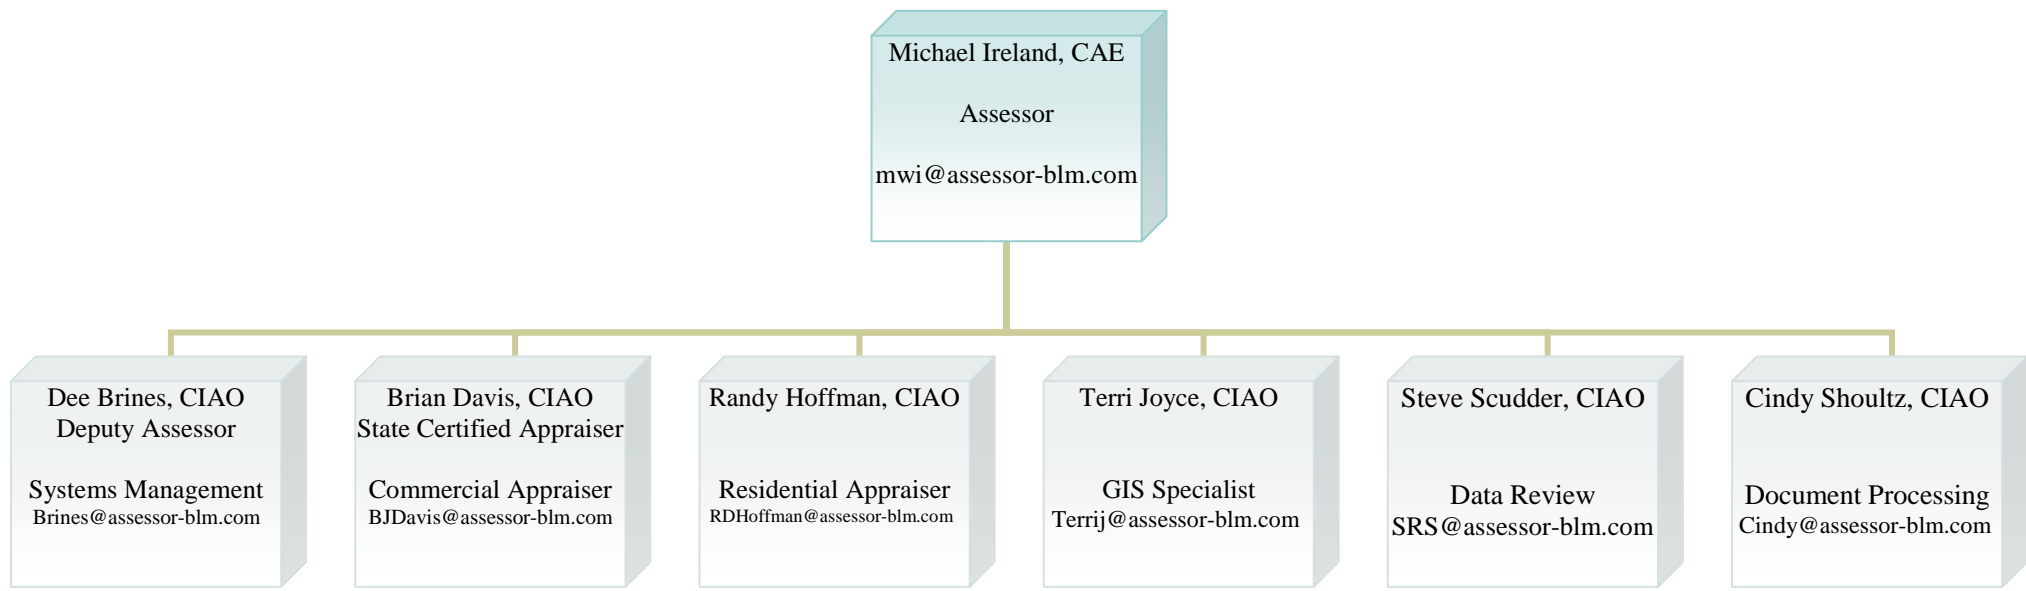 Michael Ireland, CAE
Assessor
mwi@assessor-blm.com
Dee Brines, CIAO
Deputy Assessor
Systems Management
Brines@assessor-blm.com
Brian Davis, CIAO
State Certified Appraiser
Commercial Appraiser
BJDavis@assessor-blm.com
Randy Hoffman, CIAO
Residential Appraiser
RDHoffman@assessor-blm.com
Terri Joyce, CIAO
GIS Specialist
Terrij@assessor-blm.com
Steve Scudder, CIAO
Data Review
SRS@assessor-blm.com
Cindy Shoultz, CIAO
Document Processing
Cindy@assessor-blm.com